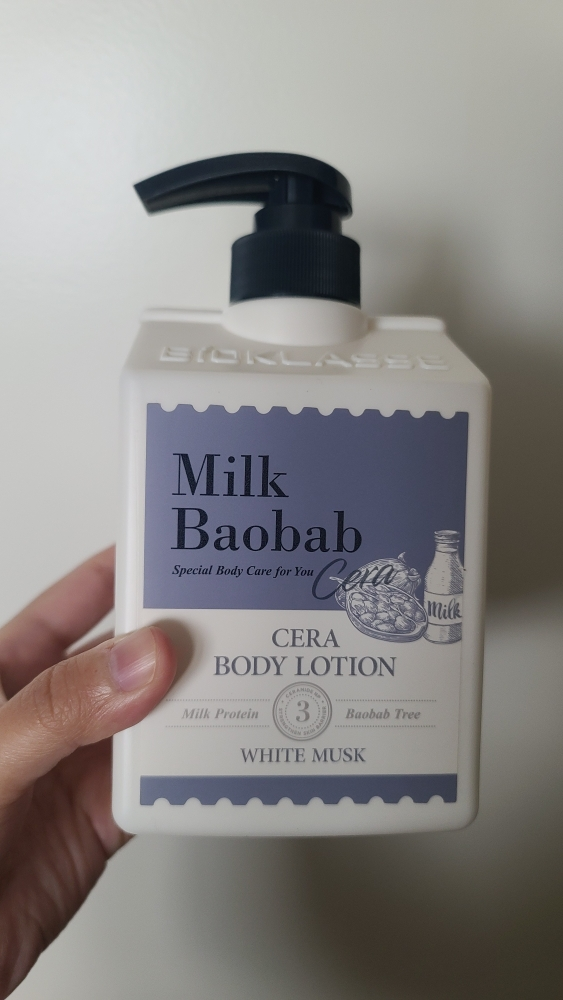 BIOKLASSE
Milk
Baobab
Special Body Care for You
Cera
Milk
CERA
BODY LOTION
Milk Protein 3 Baobab Tree
WHITE MUSK